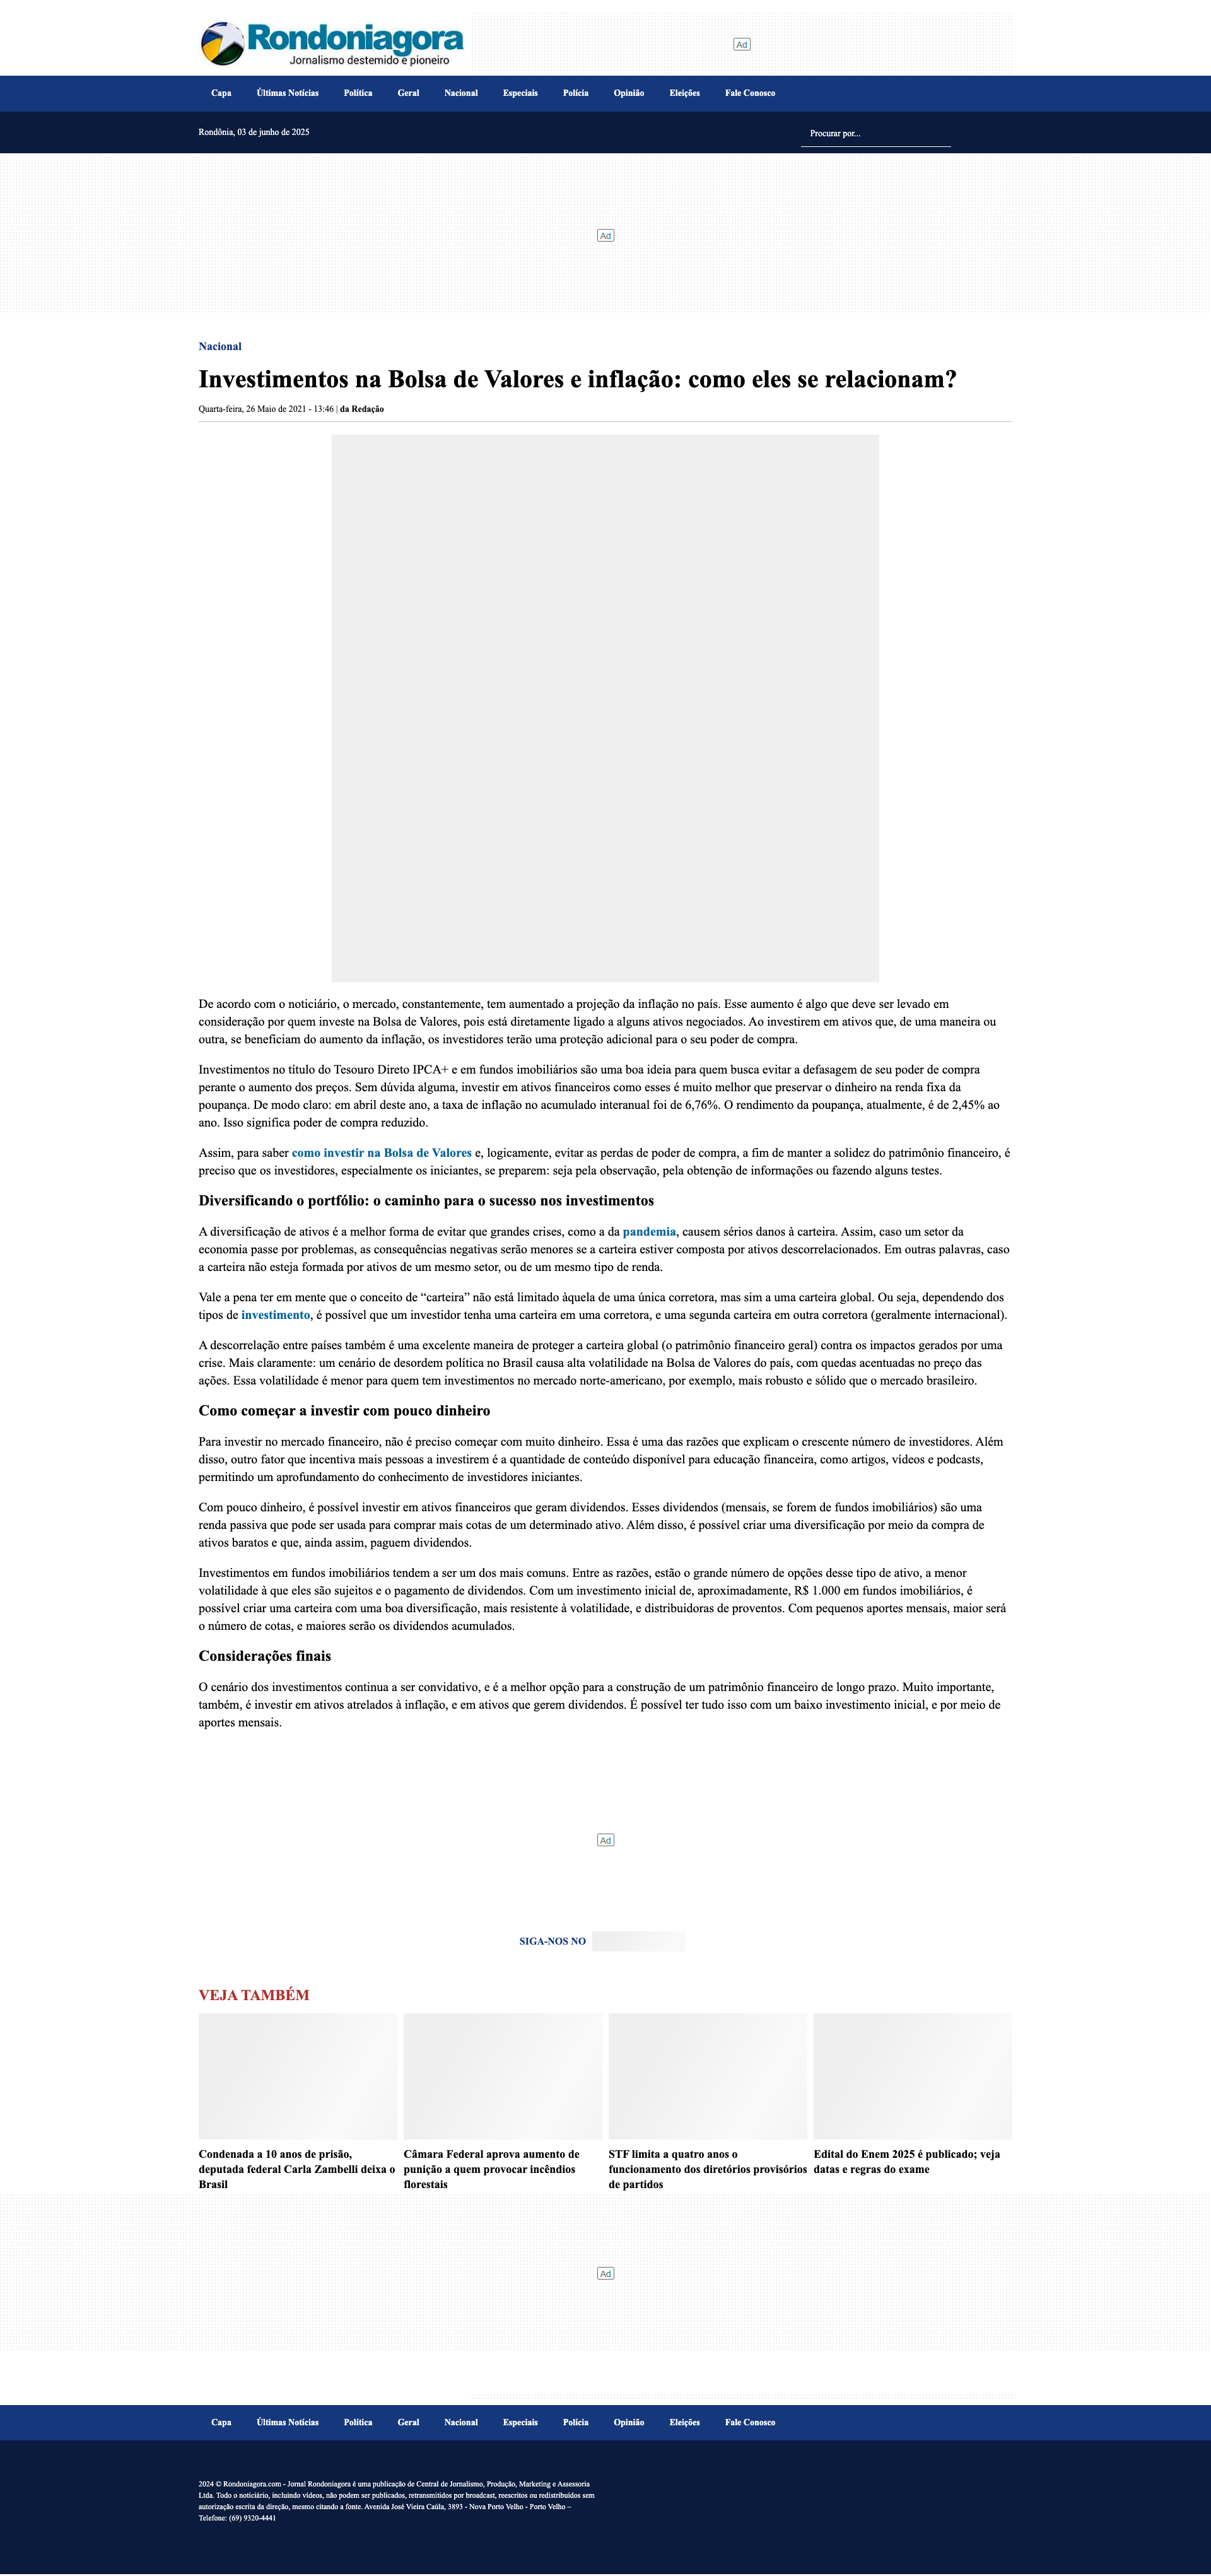 Rondoniagora
Jornalismo destemido e pioneiro
Ad
Capa Últimas Notícias Política Geral Nacional Especiais Polícia Opinião Eleições Fale Conosco
Rondônia, 03 de junho de 2025
Procurar por...
Ad
Nacional
Investimentos na Bolsa de Valores e inflação: como eles se relacionam?
Quarta-feira, 26 Maio de 2021 - 13:46 | da Redação
De acordo com o noticiário, o mercado, constantemente, tem aumentado a projeção da inflação no país. Esse aumento é algo que deve ser levado em
consideração por quem investe na Bolsa de Valores, pois está diretamente ligado a alguns ativos negociados. Ao investirem em ativos que, de uma maneira ou
outra, se beneficiam do aumento da inflação, os investidores terão uma proteção adicional para o seu poder de compra.
Investimentos no título do Tesouro Direto IPCA+ e em fundos imobiliários são uma boa ideia para quem busca evitar a defasagem de seu poder de compra
perante o aumento dos preços. Sem dúvida alguma, investir em ativos financeiros como esses é muito melhor que preservar o dinheiro na renda fixa da
poupança. De modo claro: em abril deste ano, a taxa de inflação no acumulado interanual foi de 6,76%. O rendimento da poupança, atualmente, é de 2,45% ao
ano. Isso significa poder de compra reduzido.
Assim, para saber como investir na Bolsa de Valores e, logicamente, evitar as perdas de poder de compra, a fim de manter a solidez do patrimônio financeiro, é
preciso que os investidores, especialmente os iniciantes, se preparem: seja pela observação, pela obtenção de informações ou fazendo alguns testes.
Diversificando o portfólio: o caminho para o sucesso nos investimentos
A diversificação de ativos é a melhor forma de evitar que grandes crises, como a da pandemia, causem sérios danos à carteira. Assim, caso um setor da
economia passe por problemas, as consequências negativas serão menores se a carteira estiver composta por ativos descorrelacionados. Em outras palavras, caso
a carteira não esteja formada por ativos de um mesmo setor, ou de um mesmo tipo de renda.
Vale a pena ter em mente que o conceito de “carteira” não está limitado àquela de uma única corretora, mas sim a uma carteira global. Ou seja, dependendo dos
tipos de investimento, é possível que um investidor tenha uma carteira em uma corretora, e uma segunda carteira em outra corretora (geralmente internacional).
A descorrelação entre países também é uma excelente maneira de proteger a carteira global (o patrimônio financeiro geral) contra os impactos gerados por uma
crise. Mais claramente: um cenário de desordem política no Brasil causa alta volatilidade na Bolsa de Valores do país, com quedas acentuadas no preço das
ações. Essa volatilidade é menor para quem tem investimentos no mercado norte-americano, por exemplo, mais robusto e sólido que o mercado brasileiro.
Como começar a investir com pouco dinheiro
Para investir no mercado financeiro, não é preciso começar com muito dinheiro. Essa é uma das razões que explicam o crescente número de investidores. Além
disso, outro fator que incentiva mais pessoas a investirem é a quantidade de conteúdo disponível para educação financeira, como artigos, vídeos e podcasts,
permitindo um aprofundamento do conhecimento de investidores iniciantes.
Com pouco dinheiro, é possível investir em ativos financeiros que geram dividendos. Esses dividendos (mensais, se forem de fundos imobiliários) são uma
renda passiva que pode ser usada para comprar mais cotas de um determinado ativo. Além disso, é possível criar uma diversificação por meio da compra de
ativos baratos e que, ainda assim, paguem dividendos.
Investimentos em fundos imobiliários tendem a ser um dos mais comuns. Entre as razões, estão o grande número de opções desse tipo de ativo, a menor
volatilidade à que eles são sujeitos e o pagamento de dividendos. Com um investimento inicial de, aproximadamente, R$ 1.000 em fundos imobiliários, é
possível criar uma carteira com uma boa diversificação, mais resistente à volatilidade, e distribuidoras de proventos. Com pequenos aportes mensais, maior será
o número de cotas, e maiores serão os dividendos acumulados.
Considerações finais
O cenário dos investimentos continua a ser convidativo, e é a melhor opção para a construção de um patrimônio financeiro de longo prazo. Muito importante,
também, é investir em ativos atrelados à inflação, e em ativos que gerem dividendos. É possível ter tudo isso com um baixo investimento inicial, e por meio de
aportes mensais.
Ad
SIGA-NOS NO
VEJA TAMBÉM
Condenada a 10 anos de prisão,
deputada federal Carla Zambelli deixa o
Brasil
Câmara Federal aprova aumento de
punição a quem provocar incêndios
florestais
STF limita a quatro anos o
funcionamento dos diretórios provisórios
de partidos
Edital do Enem 2025 é publicado; veja
datas e regras do exame
Ad
Capa Últimas Notícias Política Geral Nacional Especiais Polícia Opinião Eleições Fale Conosco
2024 © Rondoniagora.com - Jornal Rondoniagora é uma publicação de Central de Jornalismo, Produção, Marketing e Assessoria
Ltda. Todo o noticiário, incluindo vídeos, não podem ser publicados, retransmitidos por broadcast, reescritos ou redistribuídos sem
autorização escrita da direção, mesmo citando a fonte. Avenida José Vieira Caúla, 3893 - Nova Porto Velho - Porto Velho –
Telefone: (69) 9320-4441